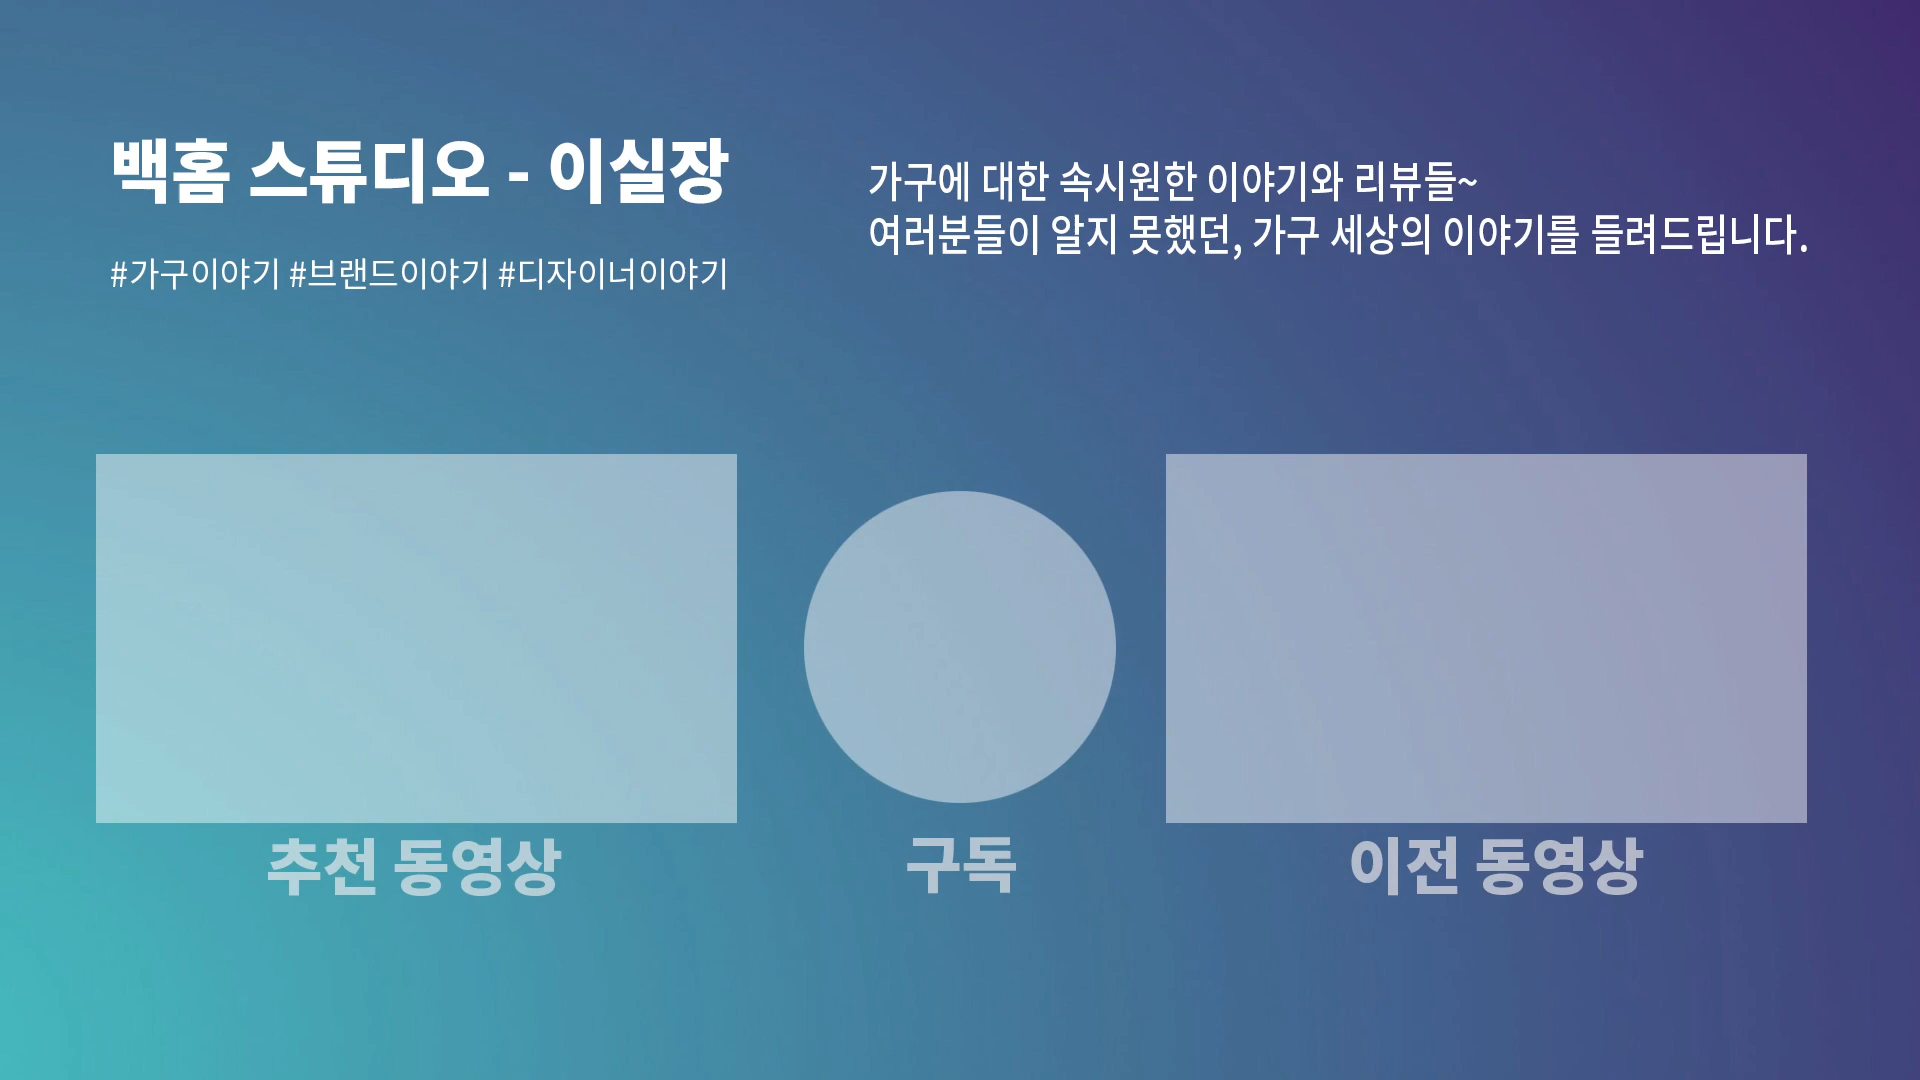 백홈 스튜디오 - 이실장
#가구이야기 #브랜드이야기 #디자이너이야기
가구에 대한 속시원한 이야기와 리뷰들~
여러분들이 알지 못했던, 가구 세상의 이야기를 들려드립니다.
추천 동영상
구독
이전 동영상